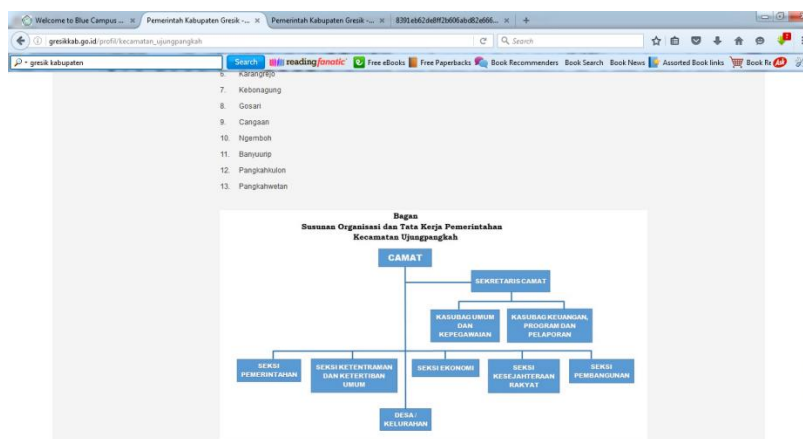 Welcome to Blue Campus ...
Pemerintah Kabupaten Gresik -...
Pemerintah Kabupaten Gresik -...
8391eb62de8ff2b606abd82e666...
gresikkab.go.id/profil/kecamatan_ujungpangkah
Search
gresik kabupaten
Search
reading fanatic
Free eBooks
Free Paperbacks
Book Recommenders
Book Search
Book News
Assorted Book links
Book Re
6. Karangrejo
7. Kebonagung
8. Gosari
9. Cangaan
10. Ngemboh
11. Banyuurip
12. Pangkahkulon
13. Pangkahwetan
Bagan
Susunan Organisasi dan Tata Kerja Pemerintahan
Kecamatan Ujungpangkah
CAMAT
SEKRETARIS CAMAT
KASUBAG UMUM
DAN
KEPEGAWAIAN
KASUBAG KEUANGAN,
PROGRAM DAN
PELAPORAN
SEKSI
PEMERINTAHAN
SEKSI KETENTRAMAN
DAN KETERTIBAN
UMUM
SEKSI EKONOMI
SEKSI
KESEJAHTERAAN
RAKYAT
SEKSI
PEMBANGUNAN
DESA /
KELURAHAN